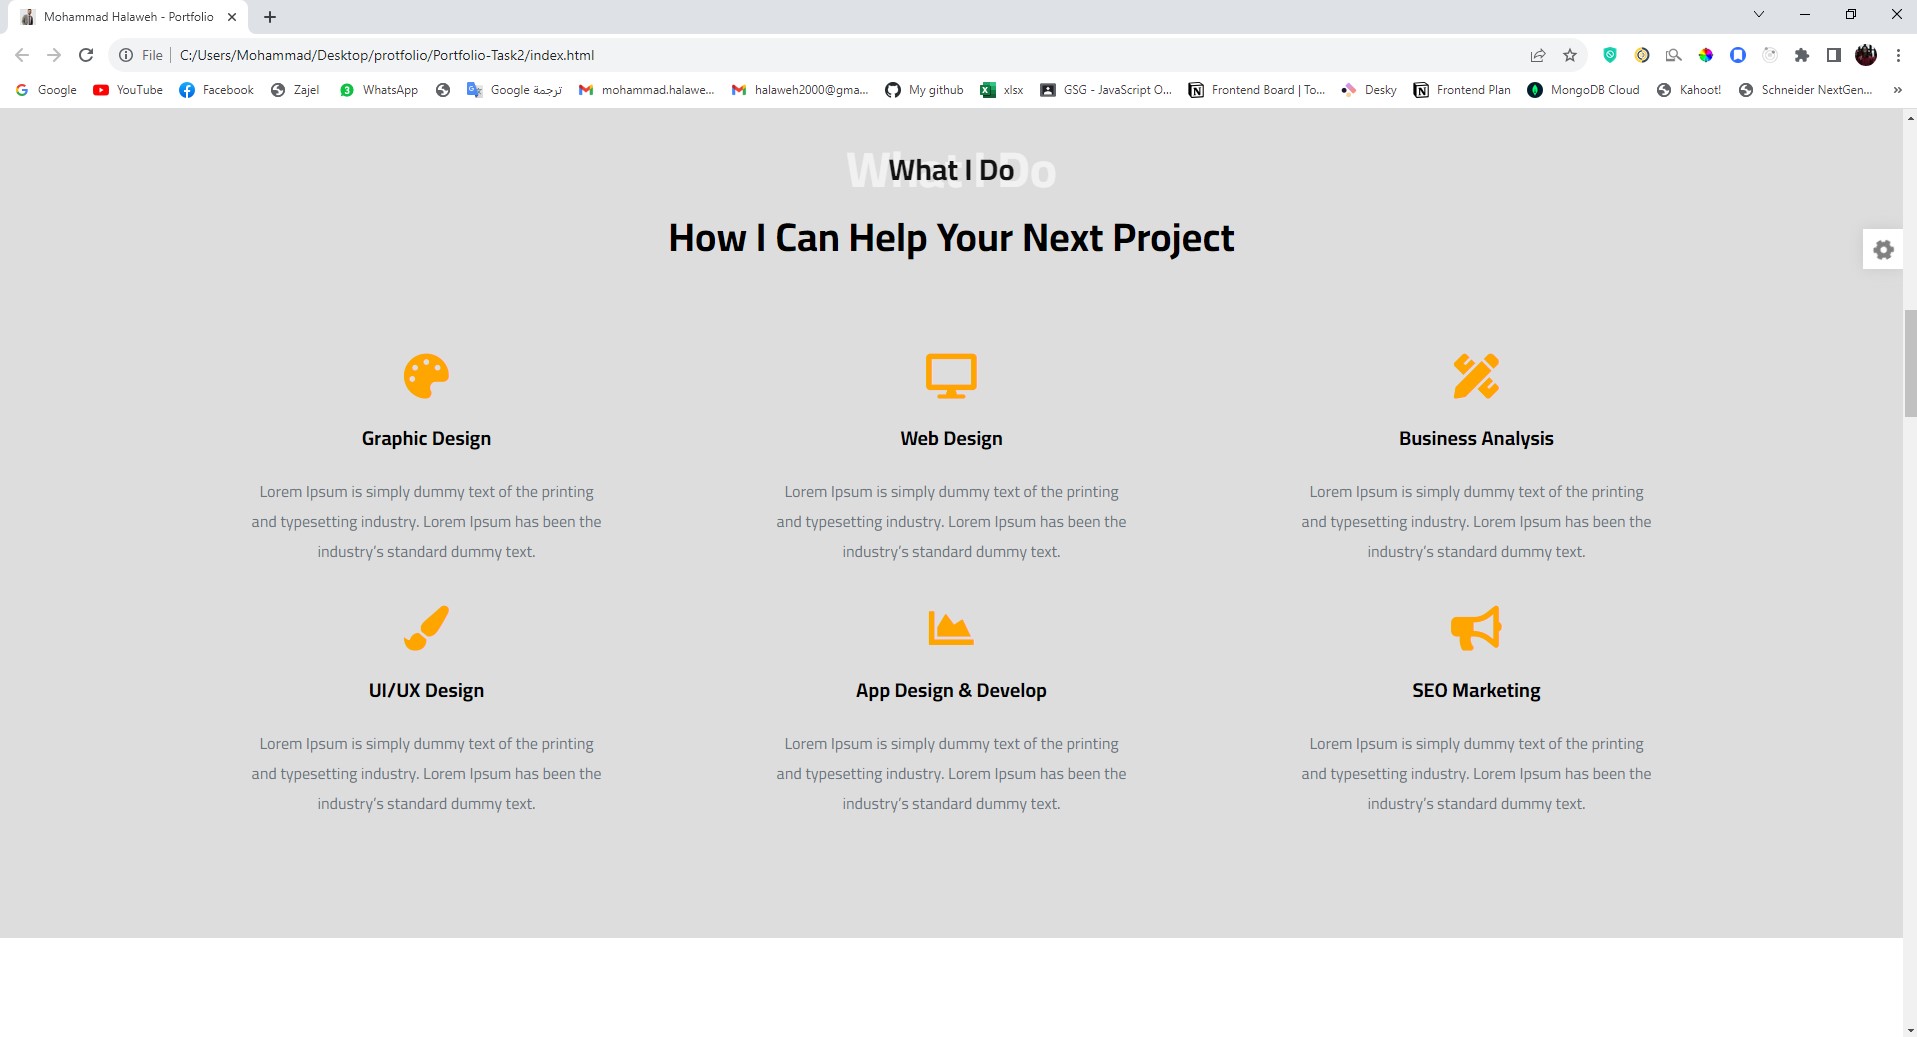 Mohammad Halaweh - Portfolio
File
C:/Users/Mohammad/Desktop/protfolio/Portfolio-Task2/index.html
Google
YouTube
Facebook
Zajel
3
WhatsApp
ترجمة Google
mohammad.halawe...
halaweh2000@gma...
My github
xlsx
GSG - JavaScript O...
Frontend Board | To...
Desky
Frontend Plan
MongoDB Cloud
Kahoot!
Schneider NextGen...
»
What I Do
What I Do
How I Can Help Your Next Project
Graphic Design
Lorem Ipsum is simply dummy text of the printing
and typesetting industry. Lorem Ipsum has been the
industry’s standard dummy text.
Web Design
Lorem Ipsum is simply dummy text of the printing
and typesetting industry. Lorem Ipsum has been the
industry’s standard dummy text.
Business Analysis
Lorem Ipsum is simply dummy text of the printing
and typesetting industry. Lorem Ipsum has been the
industry’s standard dummy text.
UI/UX Design
Lorem Ipsum is simply dummy text of the printing
and typesetting industry. Lorem Ipsum has been the
industry’s standard dummy text.
App Design & Develop
Lorem Ipsum is simply dummy text of the printing
and typesetting industry. Lorem Ipsum has been the
industry’s standard dummy text.
SEO Marketing
Lorem Ipsum is simply dummy text of the printing
and typesetting industry. Lorem Ipsum has been the
industry’s standard dummy text.